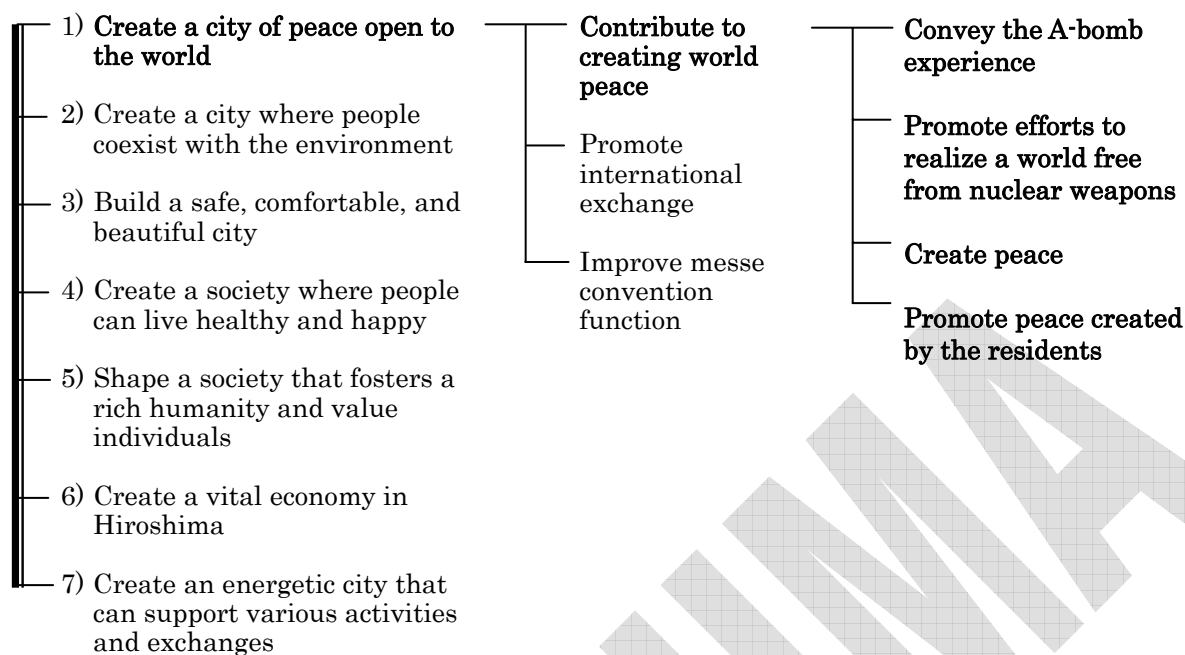 1) Create a city of peace open to
the world
2) Create a city where people
coexist with the environment
3) Build a safe, comfortable, and
beautiful city
4) Create a society where people
can live healthy and happy
5) Shape a society that fosters a
rich humanity and value
individuals
6) Create a vital economy in
Hiroshima
7) Create an energetic city that
can support various activities
and exchanges
Contribute to
creating world
peace
Promote
international
exchange
Improve messe
convention
function
Convey the A-bomb
experience
Promote efforts to
realize a world free
from nuclear weapons
Create peace
Promote peace created
by the residents
IMA